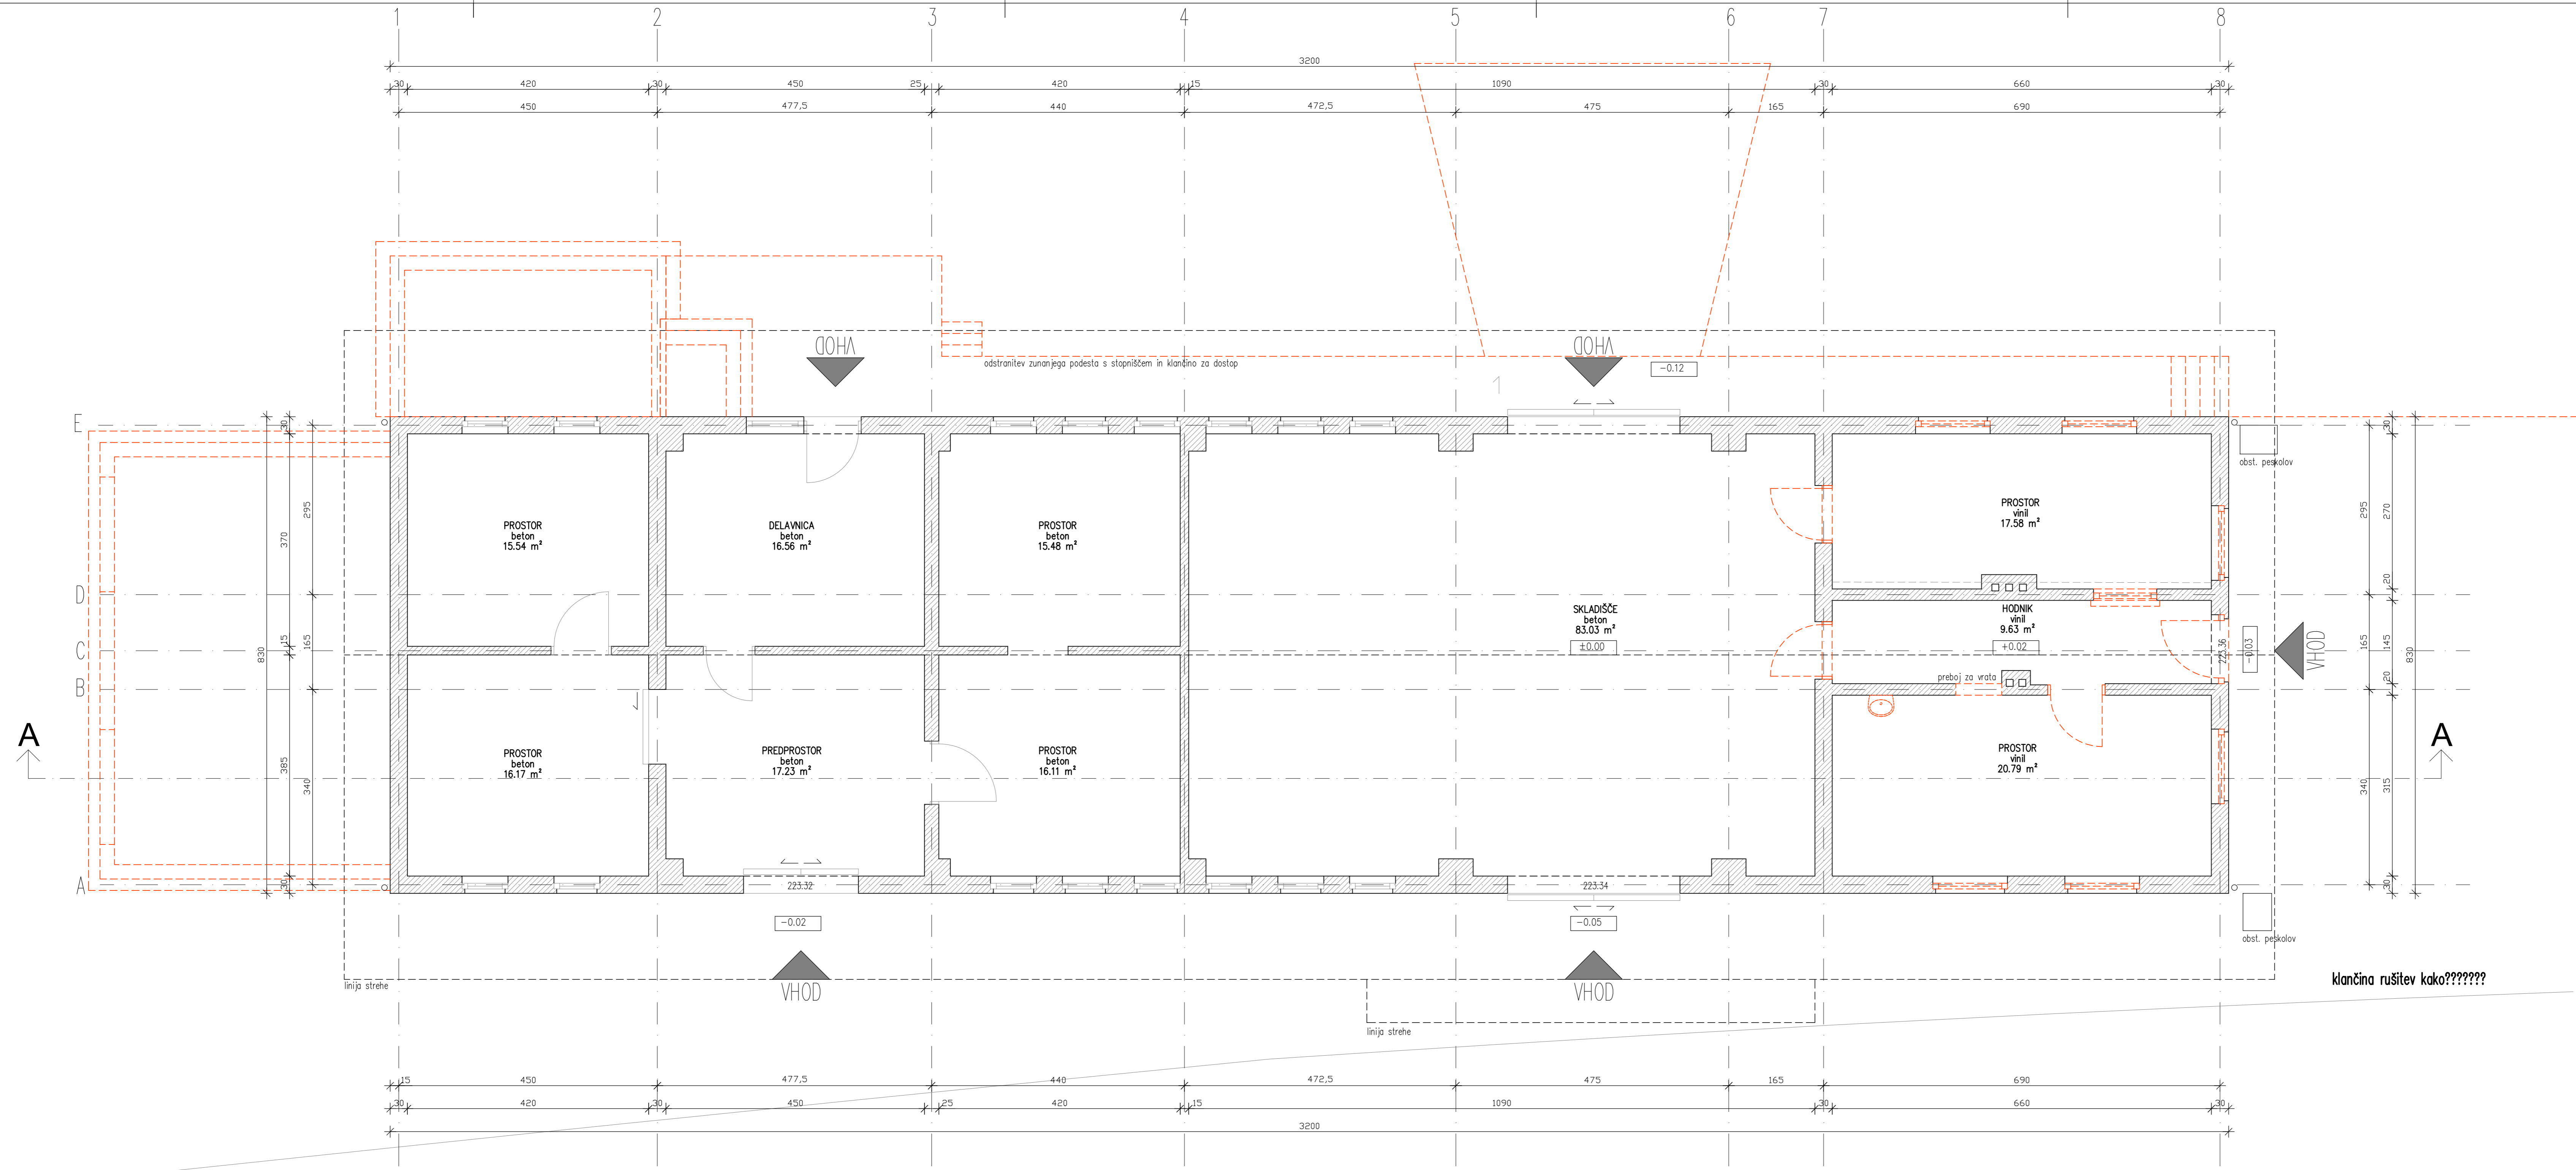 1 2 3 4 5 6 7 8
3200
30 420 30 450 25 420 15 1090 30 660 30
450 477,5 440 472,5 475 165 690
VHOD VHOD
odstranitev zunanjega podesta s stopniščem in klančino za dostop
-0.12
E
D
C
B
A
830
30 370 15 385 30
295 165 340
PROSTOR
beton
15.54 m²
DELAVNICA
beton
16.56 m²
PROSTOR
beton
15.48 m²
SKLADIŠČE
beton
83.03 m²
±0.00
PROSTOR
vinil
17.58 m²
HODNIK
vinil
9.63 m²
+0.02
preboj za vrata
PROSTOR
vinil
20.79 m²
PROSTOR
beton
16.17 m²
PREDPROSTOR
beton
17.23 m²
PROSTOR
beton
16.11 m²
obst. peskolov
223.36
-0.03
VHOD
295 165 340
30 270 20 145 20 315 30
830
A A
223.32
223.34
-0.02
-0.05
VHOD
VHOD
obst. peskolov
linija strehe
linija strehe
klančina rušitev kako???????
15 450 477,5 440 472,5 475 165 690
30 420 30 450 25 420 15 1090 30 660 30
3200